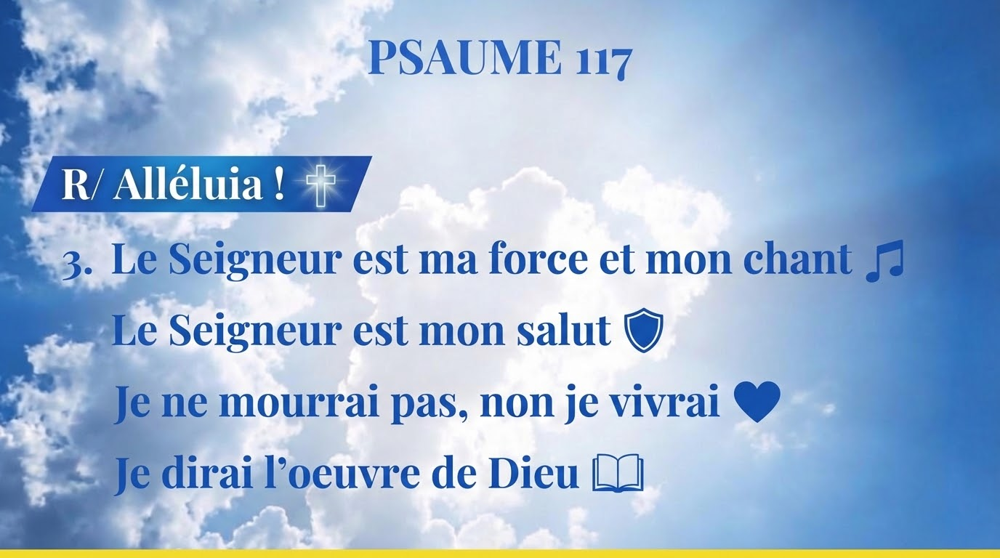 PSAUME 117
R/ Alléluia !
3. Le Seigneur est ma force et mon chant
Le Seigneur est mon salut
Je ne mourrai pas, non je vivrai
Je dirai l’oeuvre de Dieu